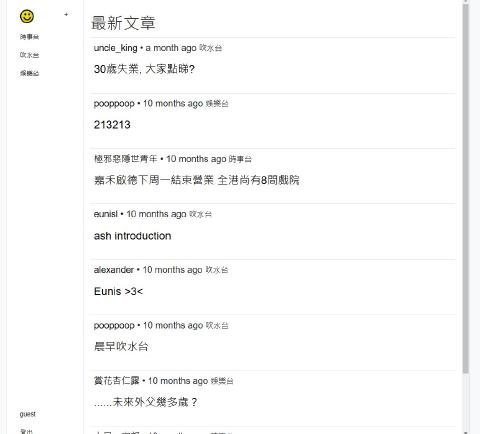 +
時事台
吹水台
娛樂台
最新文章
uncle_king • a month ago 吹水台
30歲失業, 大家點睇?
pooppoop • 10 months ago 娛樂台
213213
極邪惡隱世青年 • 10 months ago 時事台
嘉禾啟德下周一結束營業 全港尚有8間戲院
eunisl • 10 months ago 吹水台
ash introduction
alexander • 10 months ago 吹水台
Eunis >3<
pooppoop • 10 months ago 吹水台
晨早吹水台
賞花杏仁露 • 10 months ago 娛樂台
......未來外父幾多歲？
guest
登出